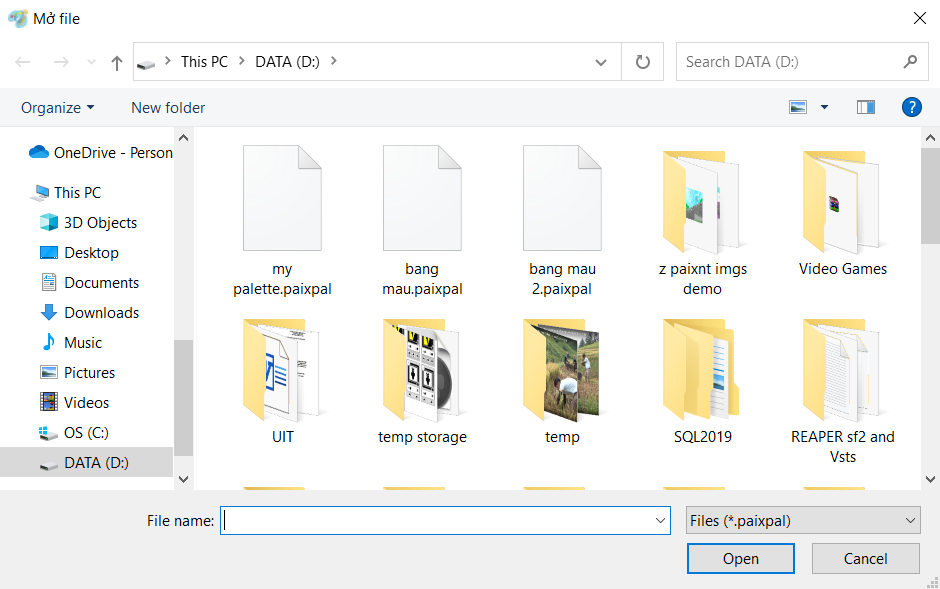 Mở file
This PC
DATA (D:)
Search DATA (D:)
Organize
New folder
?
OneDrive - Person
This PC
3D Objects
Desktop
Documents
Downloads
Music
Pictures
Videos
OS (C:)
DATA (D:)
my
palette.paixpal
bang
mau.paixpal
bang mau
2.paixpal
z paixnt imgs
demo
Video Games
UIT
temp storage
temp
SQL2019
REAPER sf2 and
Vsts
File name:
Files (*.paixpal)
Open
Cancel